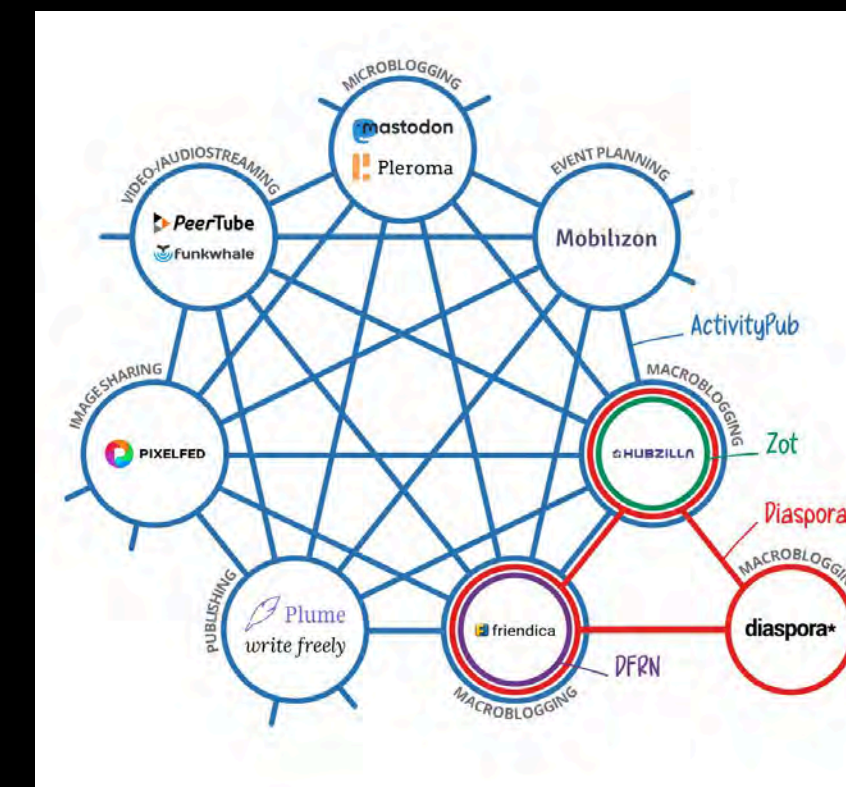 MICROBLOGGING
mastodon
Pleroma
VIDEO-/AUDIOSTREAMING
PeerTube
funkwhale
EVENT PLANNING
Mobilizon
ActivityPub
IMAGE SHARING
PIXELFED
MACROBLOGGING
HUBZILLA
Zot
Diaspora
PUBLISHING
Plume
write freely
friendica
MACROBLOGGING
DFRN
MACROBLOGGIN
diaspora*